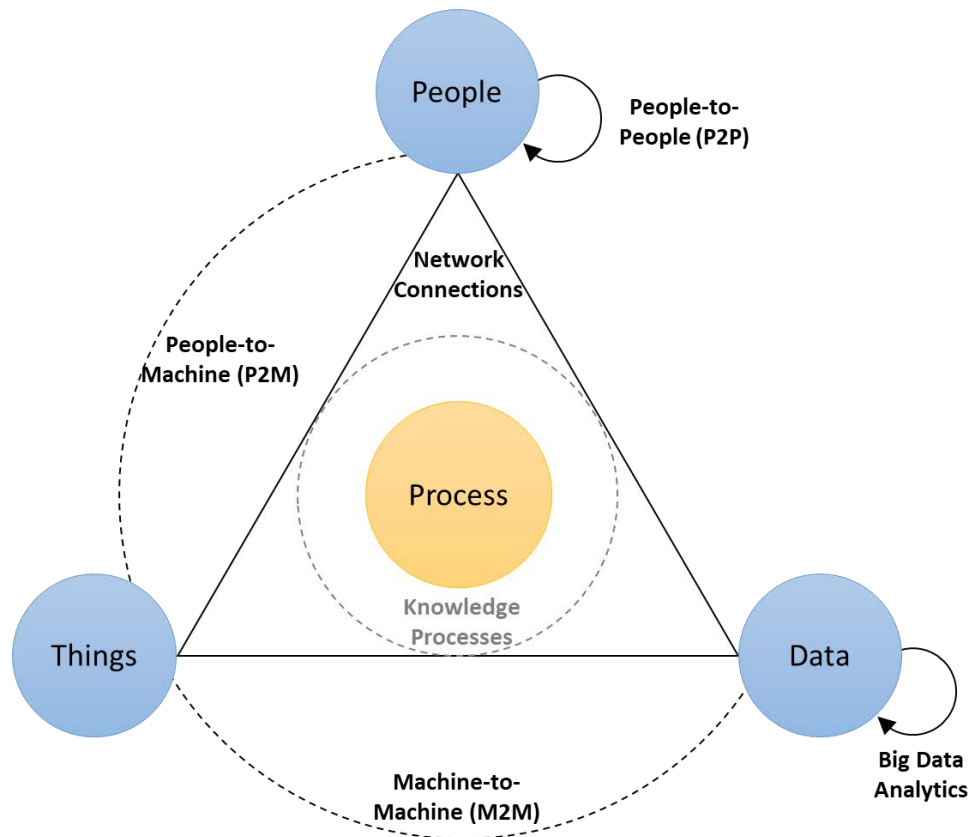 People
People-to-
People (P2P)
Network
Connections
People-to-
Machine (P2M)
Process
Knowledge
Processes
Things
Data
Machine-to-
Machine (M2M)
Big Data
Analytics